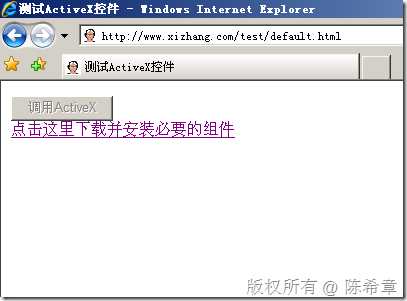 测试ActiveX控件 - Windows Internet Explorer
http://www.xizhang.com/test/default.html
测试ActiveX控件
调用ActiveX
点击这里下载并安装必要的组件
版权所有 @ 陈希章